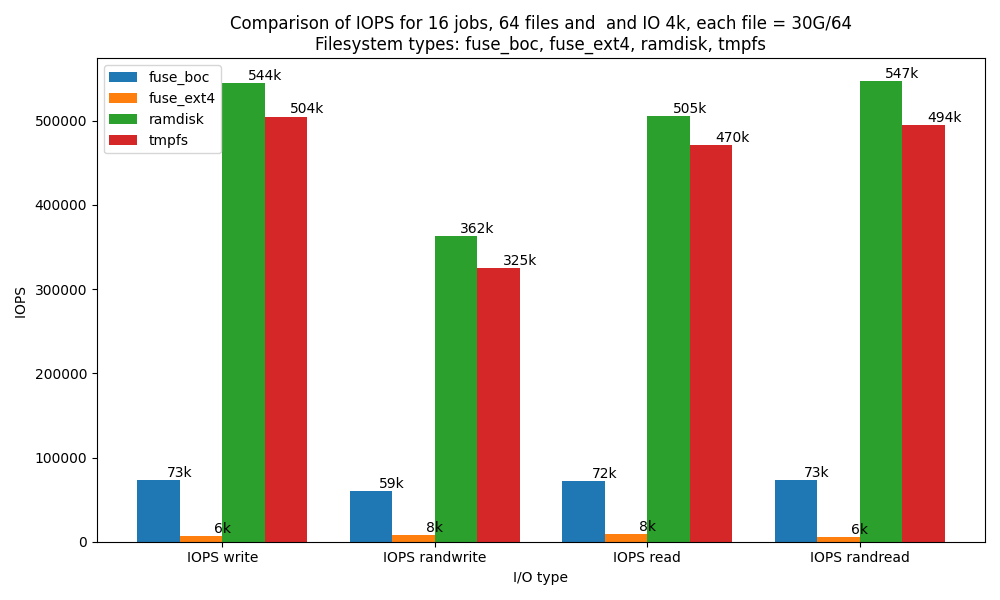 Comparison of IOPS for 16 jobs, 64 files and  and IO 4k, each file = 30G/64
Filesystem types: fuse_boc, fuse_ext4, ramdisk, tmpfs
fuse_boc
fuse_ext4
ramdisk
tmpfs
IOPS
500000
400000
300000
200000
100000
0
73k
6k
544k
504k
59k
8k
362k
325k
72k
8k
505k
470k
73k
6k
547k
494k
IOPS write
IOPS randwrite
IOPS read
IOPS randread
I/O type